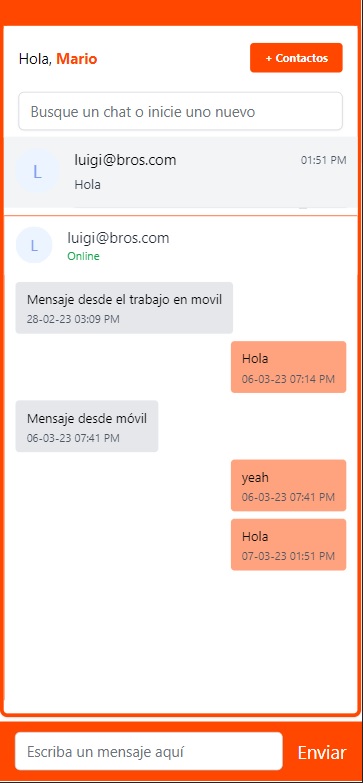 Hola, Mario
+ Contactos
Busque un chat o inicie uno nuevo
L
luigi@bros.com
01:51 PM
Hola
L
luigi@bros.com
Online
Mensaje desde el trabajo en movil
28-02-23 03:09 PM
Hola
06-03-23 07:14 PM
Mensaje desde móvil
06-03-23 07:41 PM
yeah
06-03-23 07:41 PM
Hola
07-03-23 01:51 PM
Escriba un mensaje aquí
Enviar